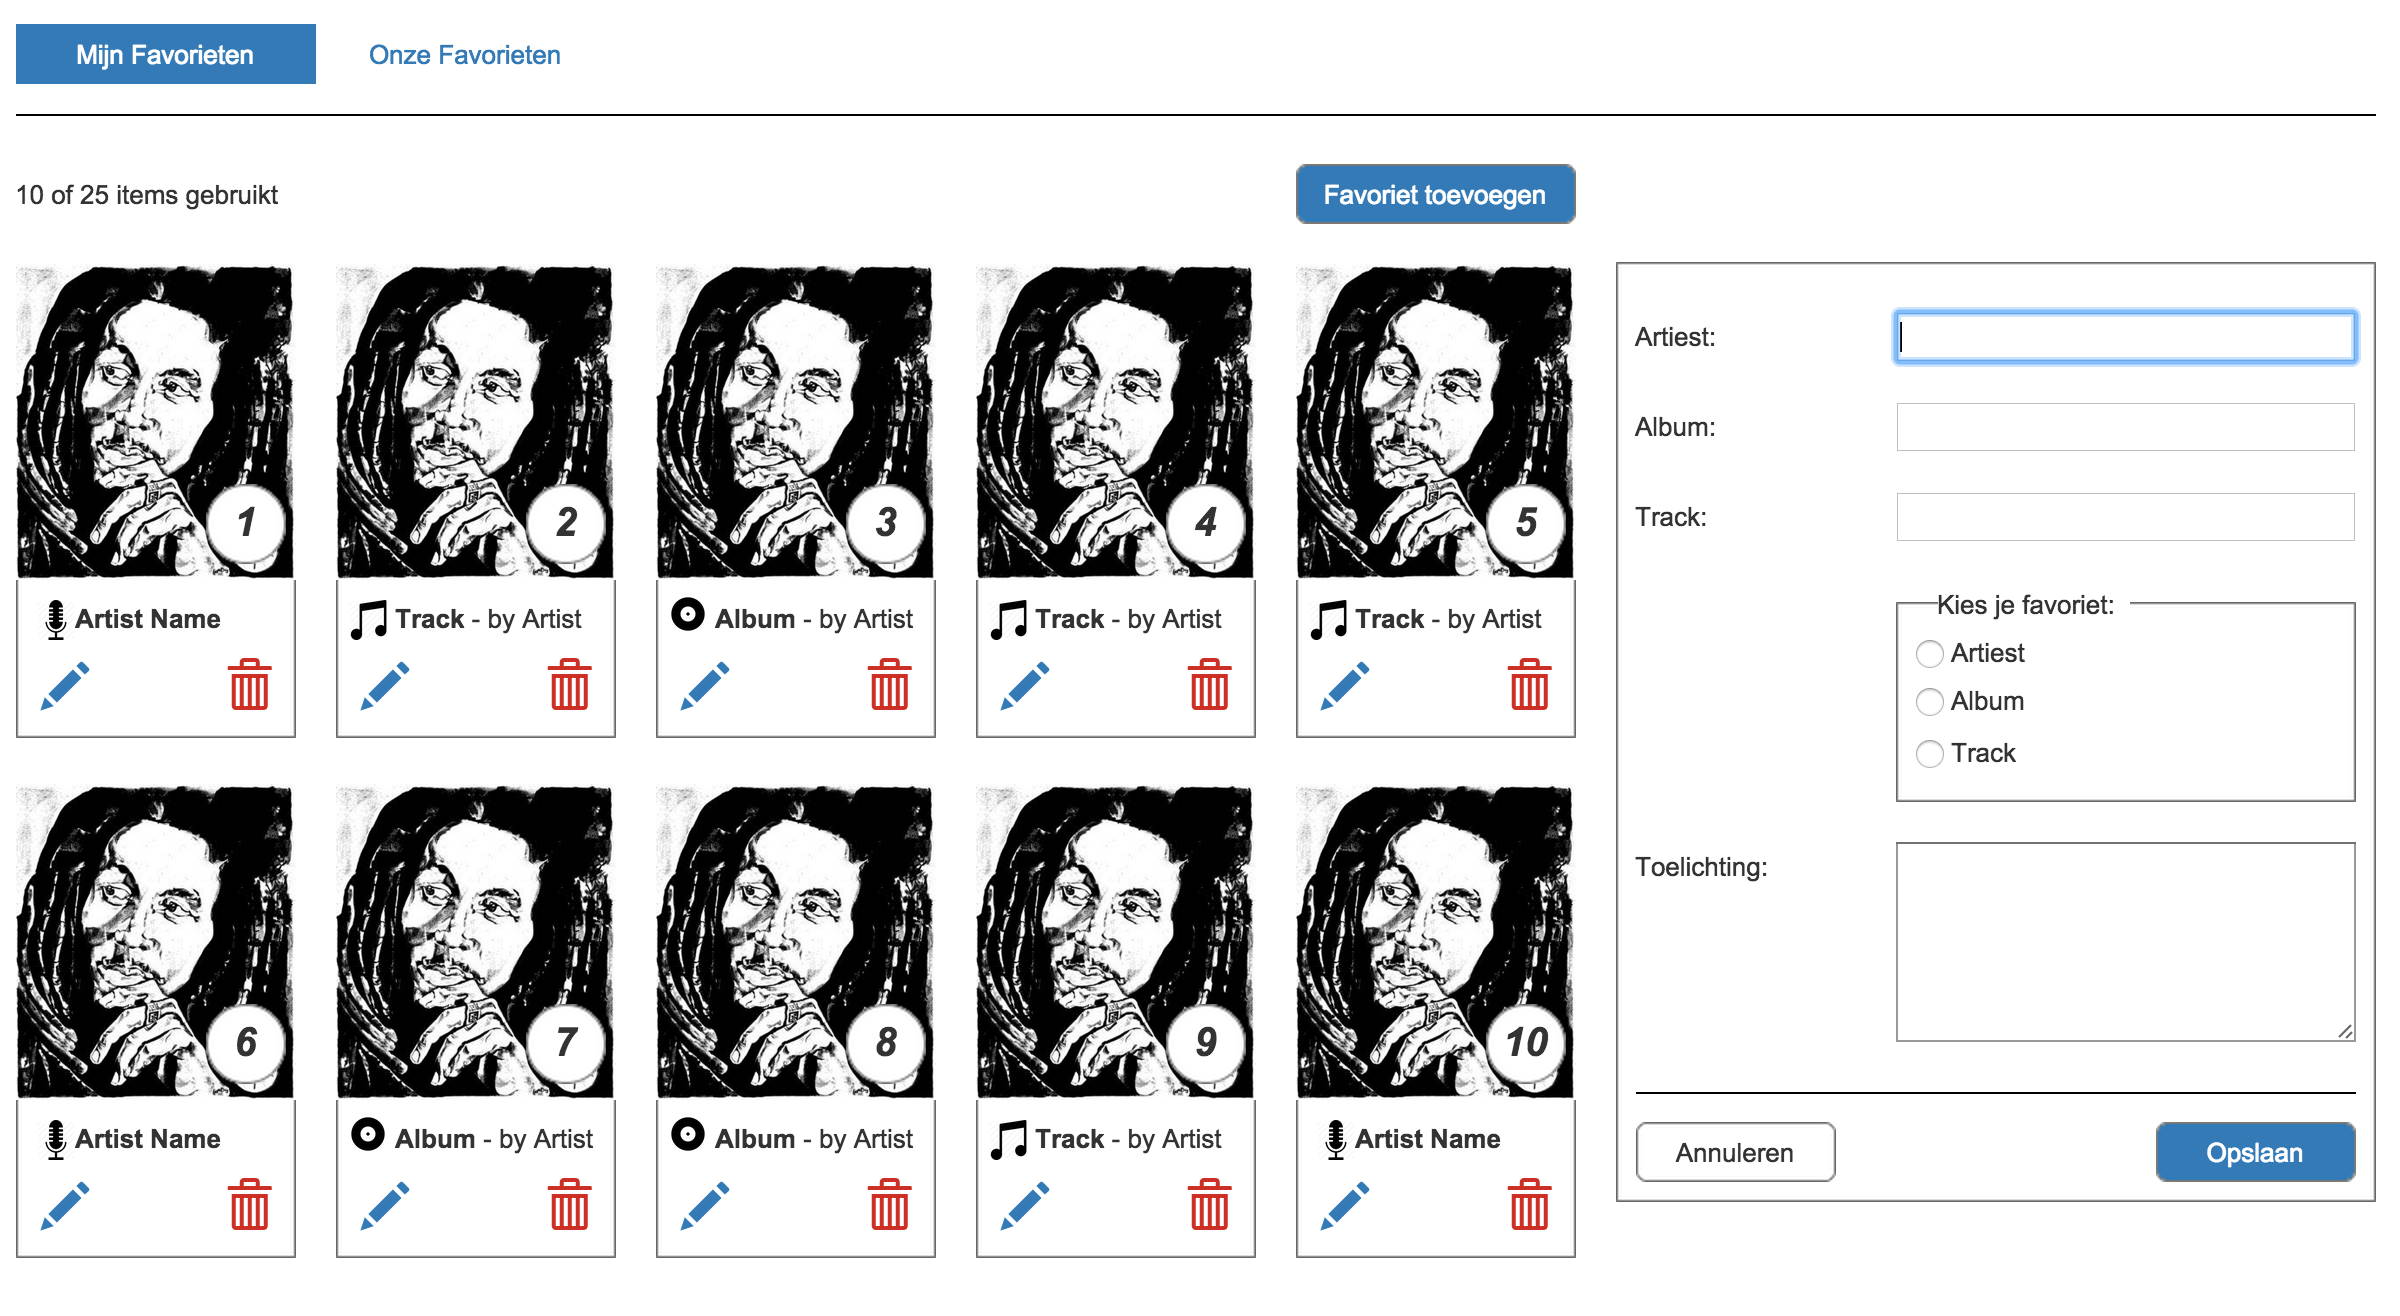 Mijn Favorieten
Onze Favorieten
10 of 25 items gebruikt
Favoriet toevoegen
1
2
3
4
5
Artist Name
Track - by Artist
Album - by Artist
Track - by Artist
Track - by Artist
6
7
8
9
10
Artist Name
Album - by Artist
Album - by Artist
Track - by Artist
Artist Name
Artiest:
Album:
Track:
Kies je favoriet:
Artiest
Album
Track
Toelichting:
Annuleren
Opslaan